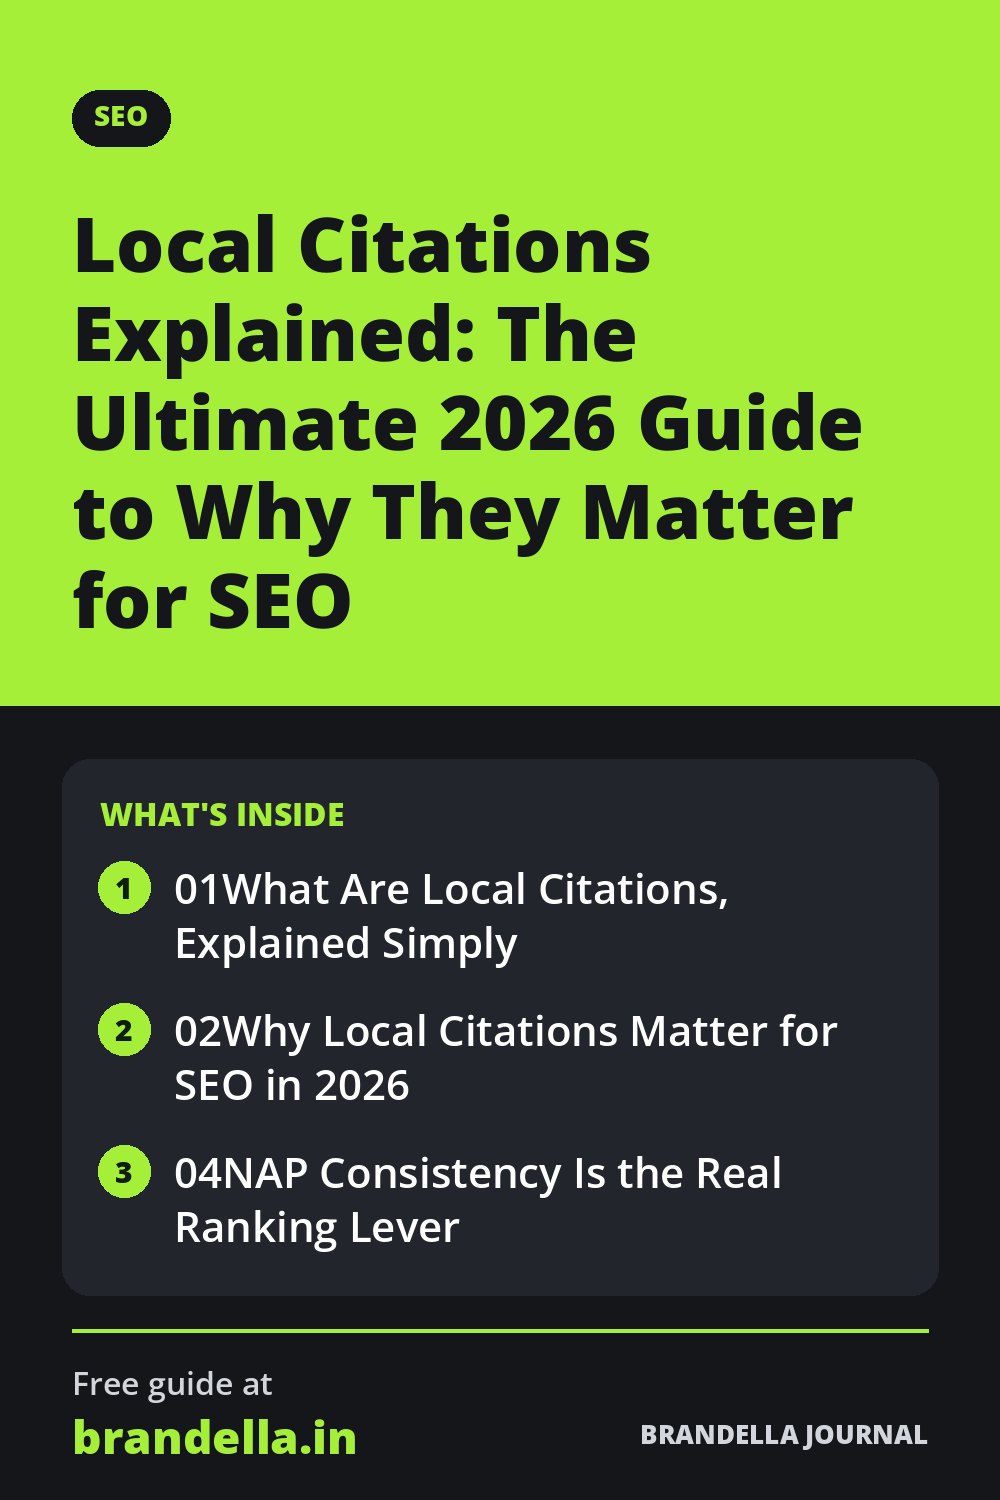 SEO
Local Citations
Explained: The
Ultimate 2026 Guide
to Why They Matter
for SEO
WHAT'S INSIDE
1 01What Are Local Citations,
Explained Simply
2 02Why Local Citations Matter for
SEO in 2026
3 04NAP Consistency Is the Real
Ranking Lever
Free guide at
brandella.in
BRANDELLA JOURNAL